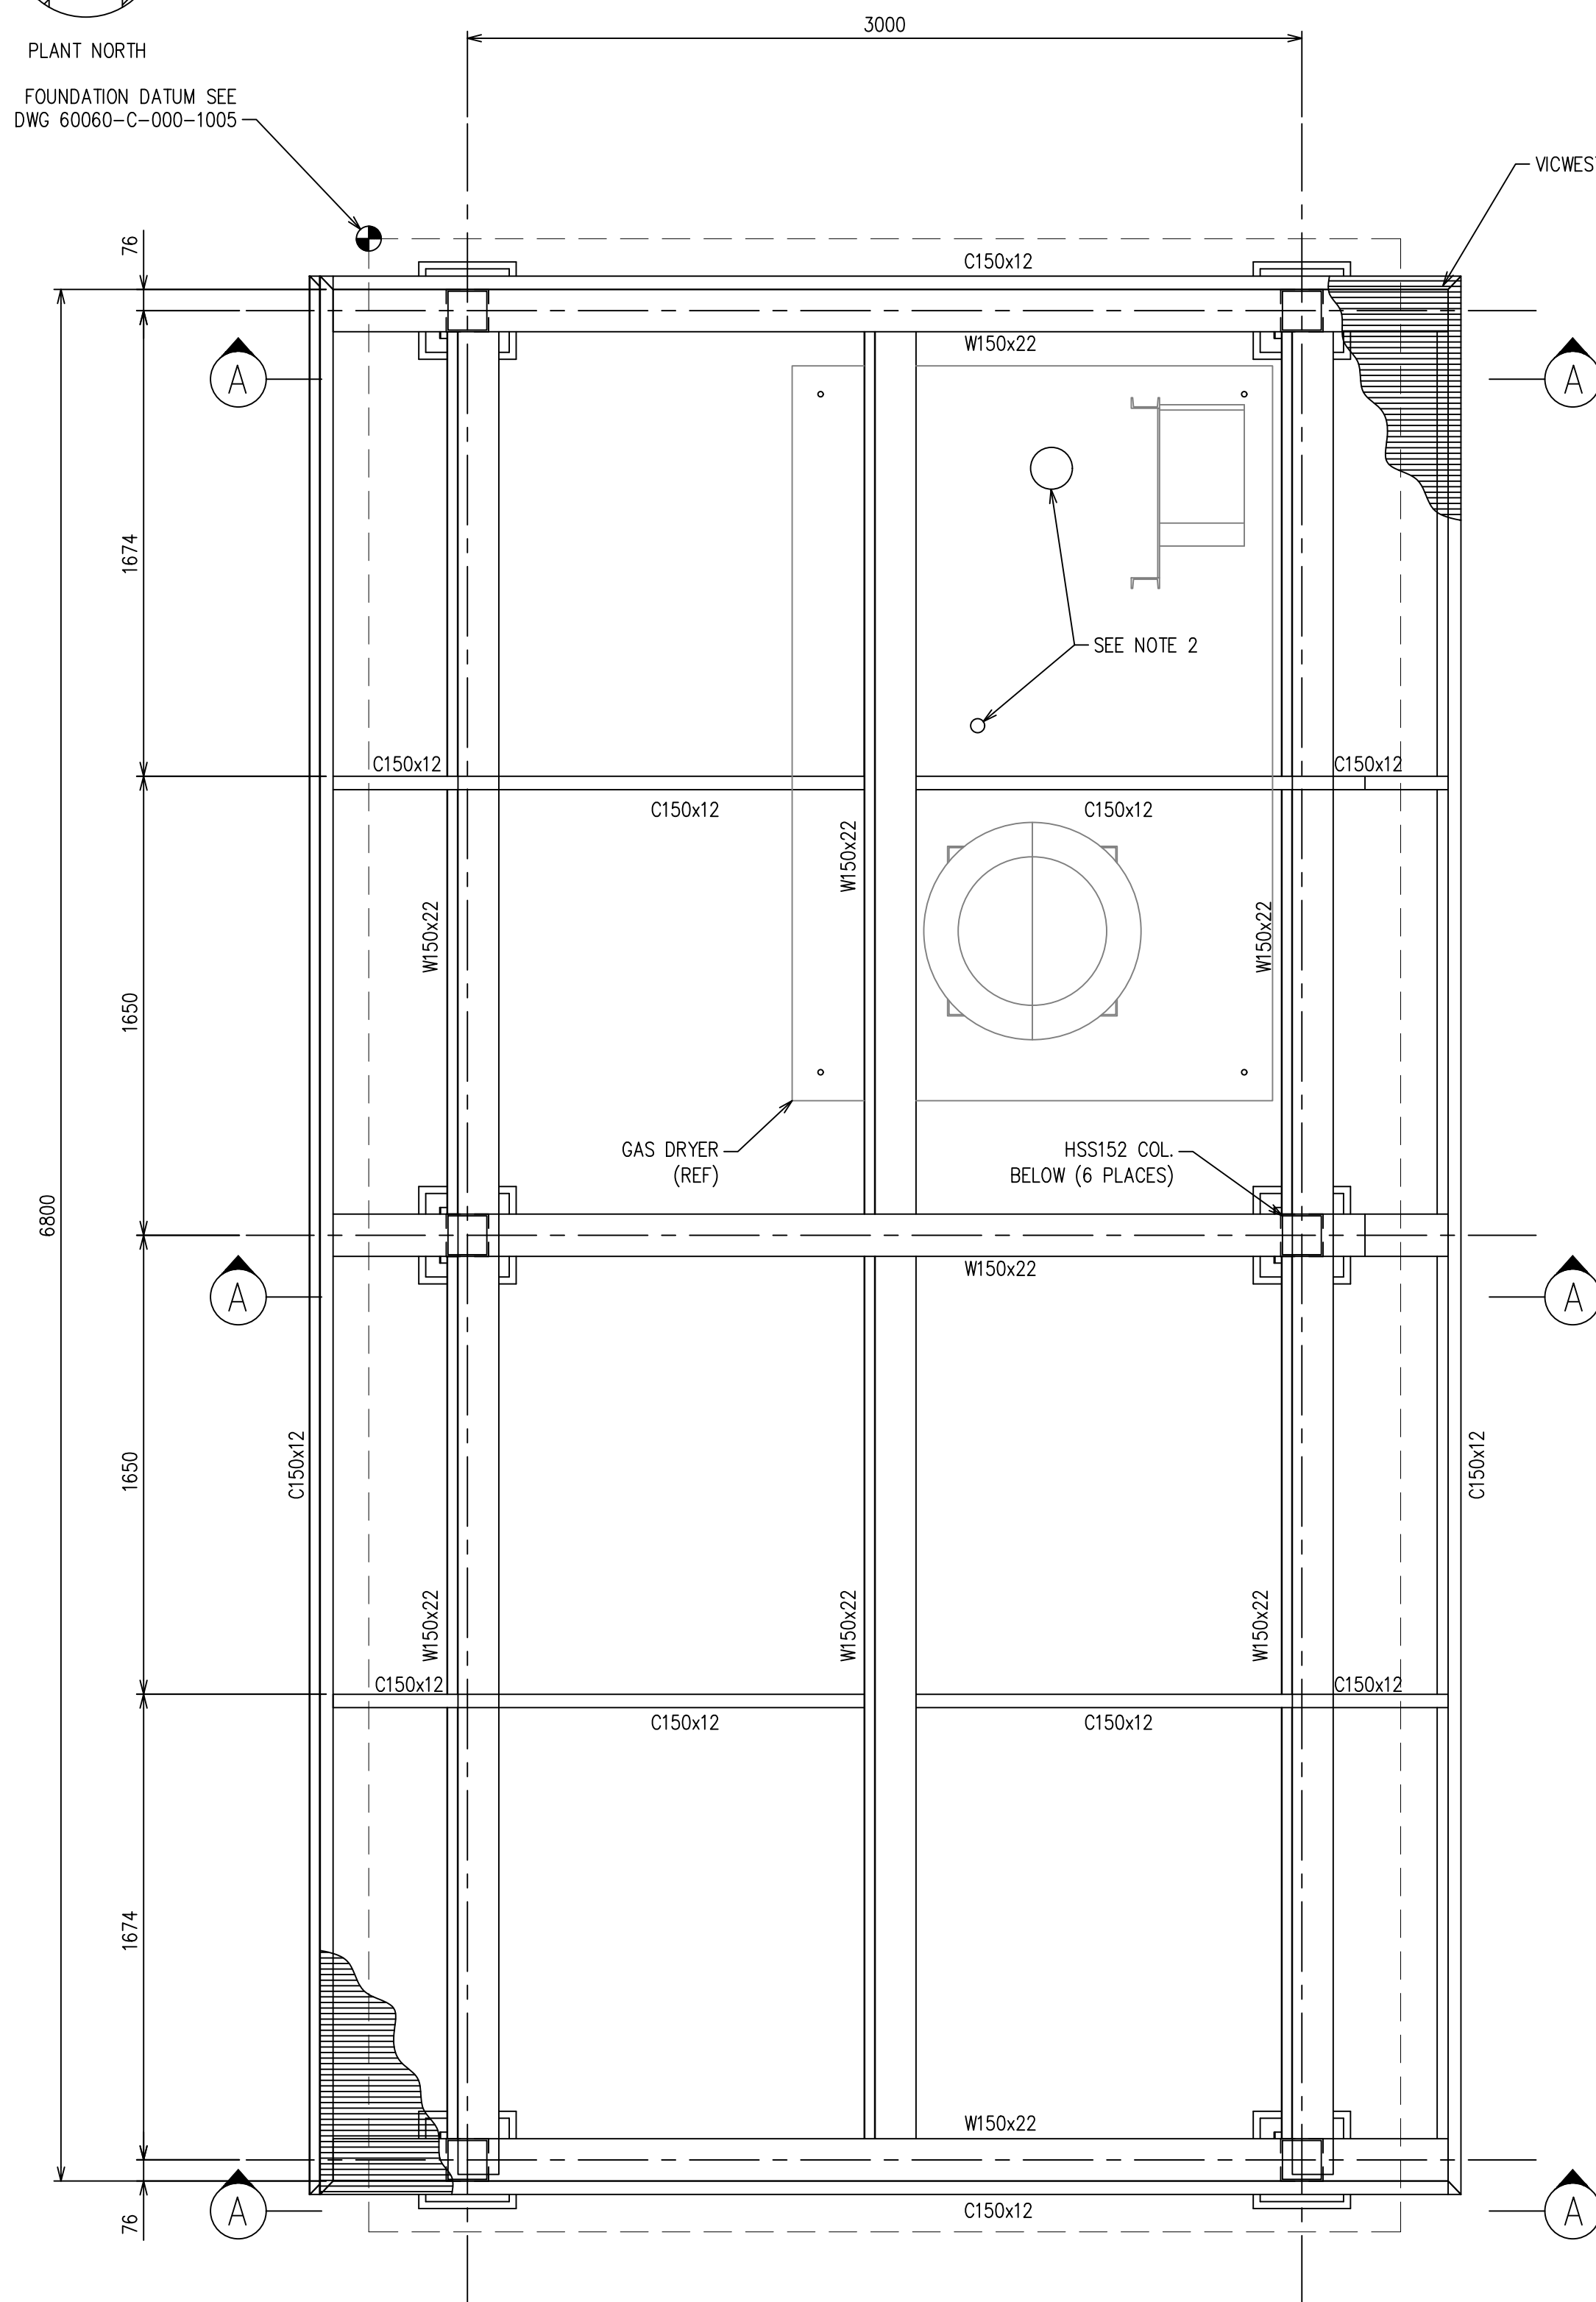 3000
PLANT NORTH
FOUNDATION DATUM SEE
DWG 60060-C-000-1005
76
C150x12
W150x22
A
A
1674
SEE NOTE 2
C150x12
C150x12
C150x12
C150x12
W150x22
W150x22
W150x22
1650
GAS DRYER
(REF)
HSS152 COL.
BELOW (6 PLACES)
6800
W150x22
A
A
1650
C150x12
C150x12
W150x22
W150x22
W150x22
C150x12
C150x12
C150x12
C150x12
1674
W150x22
A
A
C150x12
76